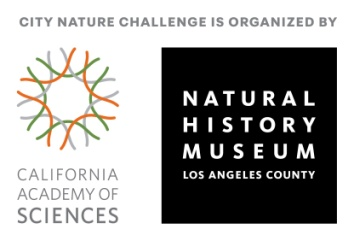 CITY NATURE CHALLENGE IS ORGANIZED BY
CALIFORNIA
ACADEMY OF
SCIENCES
NATURAL
HISTORY
MUSEUM
LOS ANGELES COUNTY